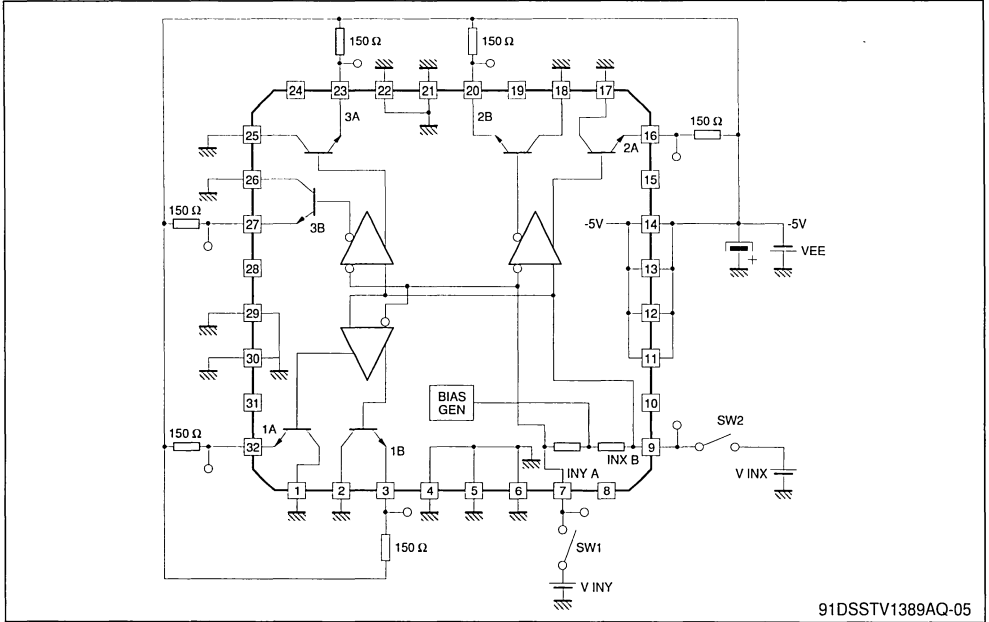 150 Ω 150 Ω
24 23 22 21 20 19 18 17
3A 2B
25 16 150 Ω
2A
26 15
150 Ω
27 3B -5V 14 -5V
VEE
+
28 13
29 12
30 11
31 BIAS GEN 10
150 Ω 1A SW2
32 1B INX B 9
INY A V INX
1 2 3 4 5 6 7 8
150 Ω SW1
V INY
91DSSTV1389AQ-05